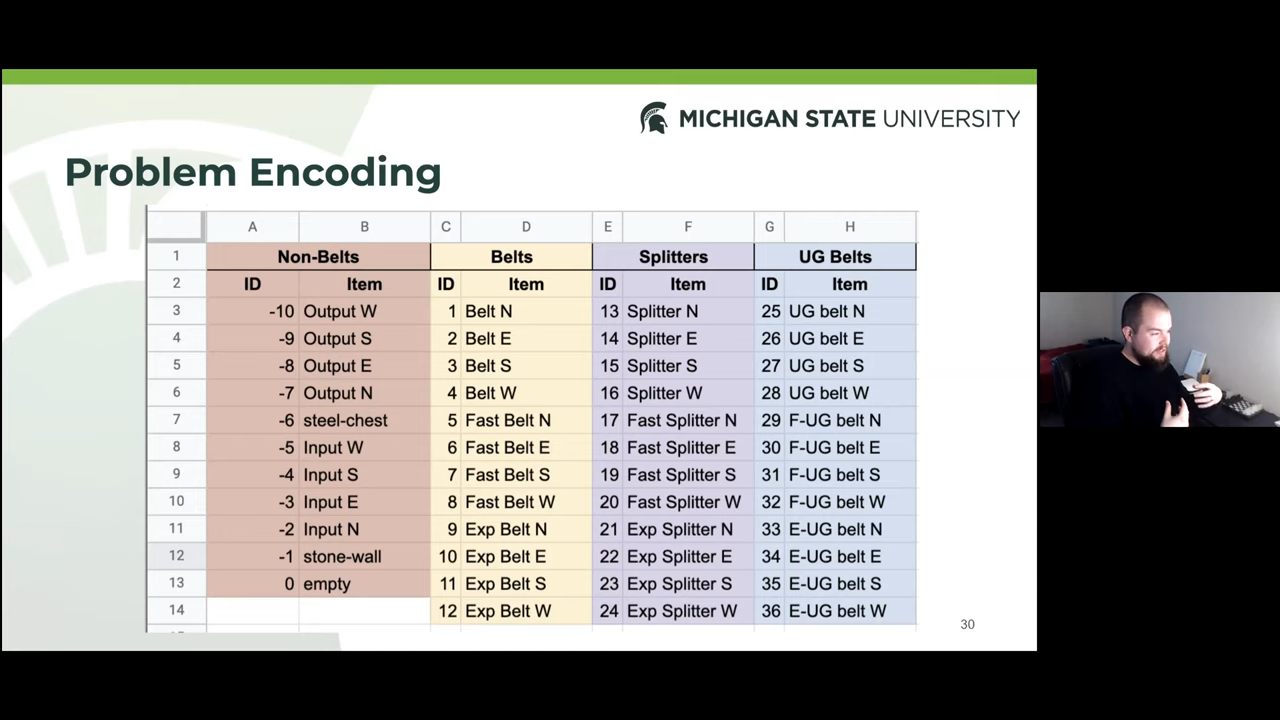 MICHIGAN STATE UNIVERSITY
Problem Encoding
A B C D E F G H
1 Non-Belts Belts Splitters UG Belts
2 ID Item ID Item ID Item ID Item
3 -10 Output W 1 Belt N 13 Splitter N 25 UG belt N
4 -9 Output S 2 Belt E 14 Splitter E 26 UG belt E
5 -8 Output E 3 Belt S 15 Splitter S 27 UG belt S
6 -7 Output N 4 Belt W 16 Splitter W 28 UG belt W
7 -6 steel-chest 5 Fast Belt N 17 Fast Splitter N 29 F-UG belt N
8 -5 Input W 6 Fast Belt E 18 Fast Splitter E 30 F-UG belt E
9 -4 Input S 7 Fast Belt S 19 Fast Splitter S 31 F-UG belt S
10 -3 Input E 8 Fast Belt W 20 Fast Splitter W 32 F-UG belt W
11 -2 Input N 9 Exp Belt N 21 Exp Splitter N 33 E-UG belt N
12 -1 stone-wall 10 Exp Belt E 22 Exp Splitter E 34 E-UG belt E
13 0 empty 11 Exp Belt S 23 Exp Splitter S 35 E-UG belt S
14 12 Exp Belt W 24 Exp Splitter W 36 E-UG belt W
30